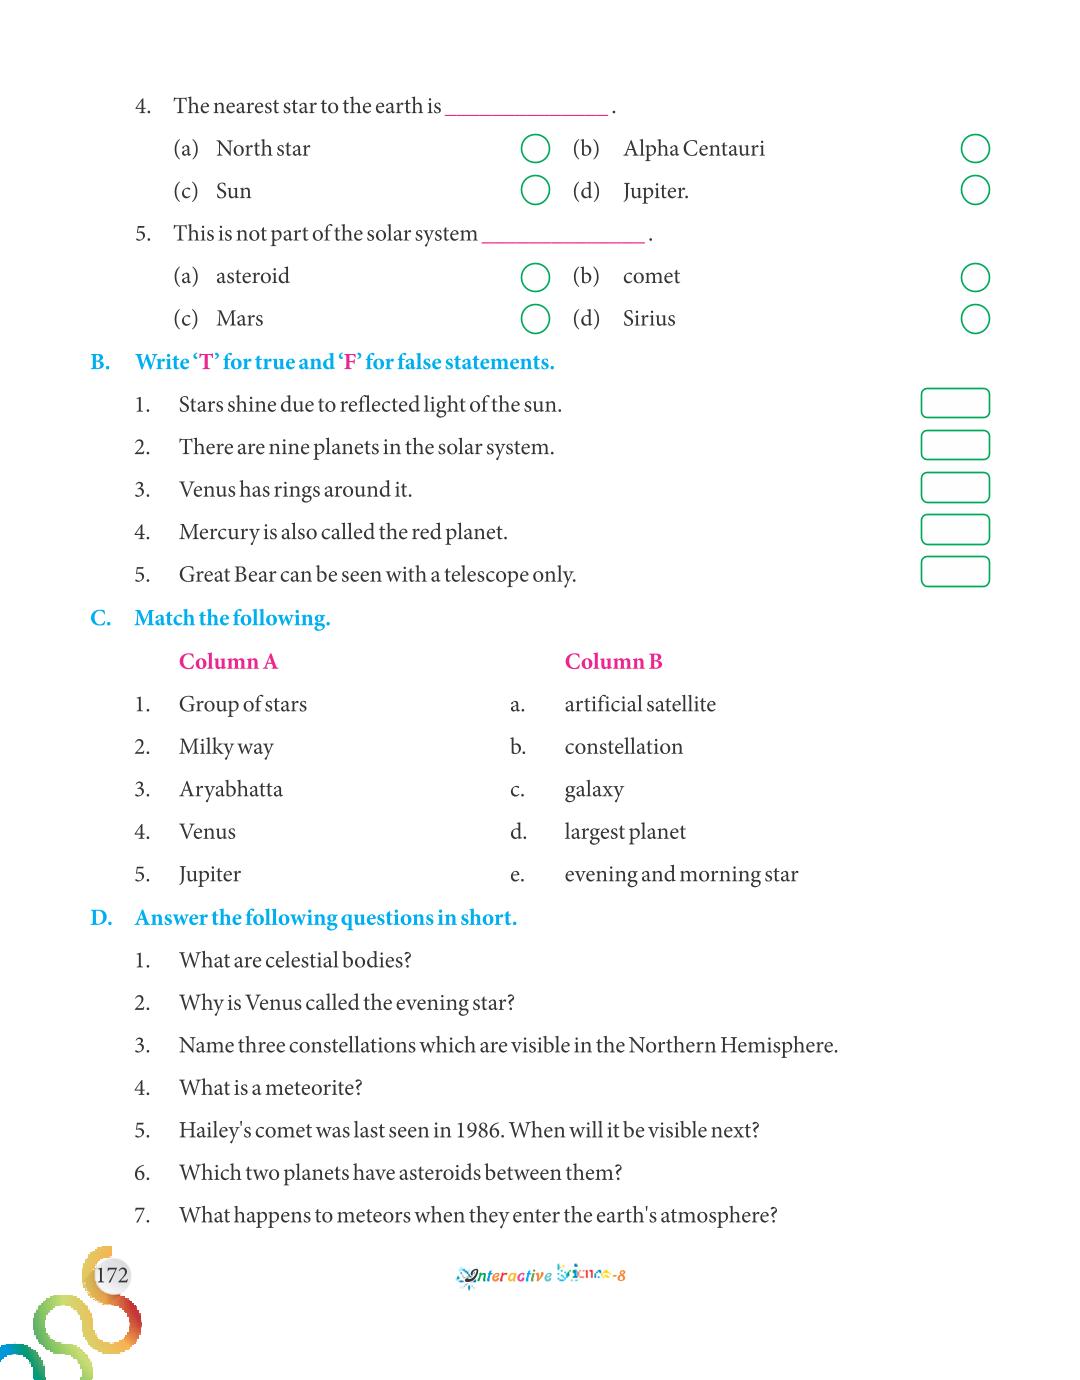 4. The nearest star to the earth is ______________ .
(a) North star (b) Alpha Centauri
(c) Sun (d) Jupiter.
5. This is not part of the solar system ______________ .
(a) asteroid (b) comet
(c) Mars (d) Sirius
B. Write ‘T’ for true and ‘F’ for false statements.
1. Stars shine due to reflected light of the sun.
2. There are nine planets in the solar system.
3. Venus has rings around it.
4. Mercury is also called the red planet.
5. Great Bear can be seen with a telescope only.
C. Match the following.
Column A Column B
1. Group of stars a. artificial satellite
2. Milky way b. constellation
3. Aryabhatta c. galaxy
4. Venus d. largest planet
5. Jupiter e. evening and morning star
D. Answer the following questions in short.
1. What are celestial bodies?
2. Why is Venus called the evening star?
3. Name three constellations which are visible in the Northern Hemisphere.
4. What is a meteorite?
5. Hailey's comet was last seen in 1986. When will it be visible next?
6. Which two planets have asteroids between them?
7. What happens to meteors when they enter the earth's atmosphere?
172 Interactive Science-8